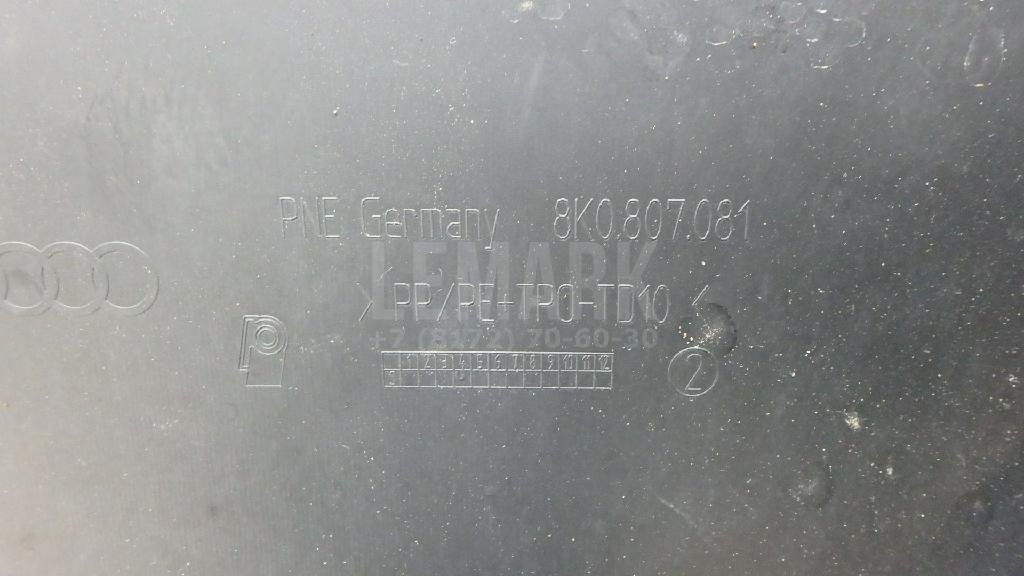 PNE Germany 8K0.807.081
LEMARK
>PP/PE+TPO-TD10<
+7 (8272) 70-60-30
1 2 3 4 5 6 7 8 9 10 11 12
2